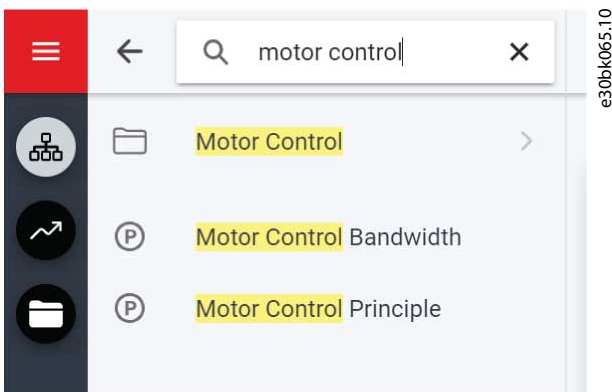 motor control
Motor Control
P Motor Control Bandwidth
P Motor Control Principle
e30bk065.10